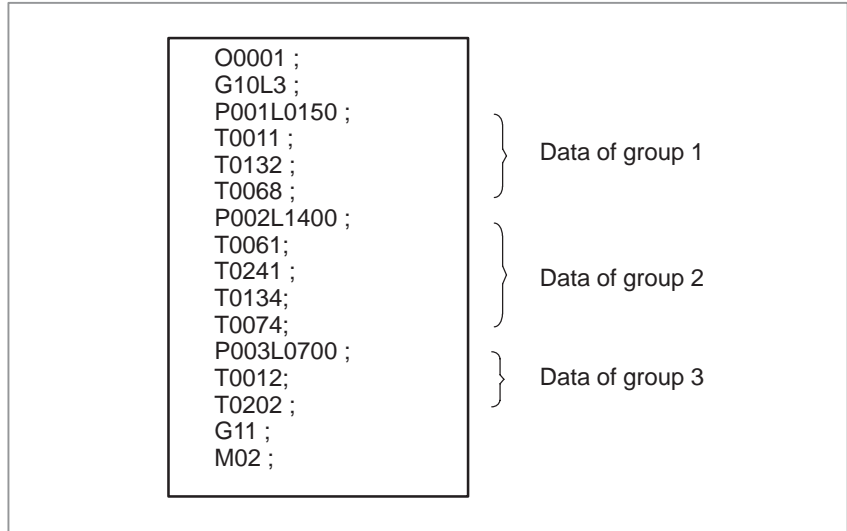 O0001 ;
G10L3 ;
P001L0150 ;
T0011 ;
T0132 ;
T0068 ;
Data of group 1
P002L1400 ;
T0061;
T0241 ;
T0134;
T0074;
Data of group 2
P003L0700 ;
T0012;
T0202 ;
Data of group 3
G11 ;
M02 ;